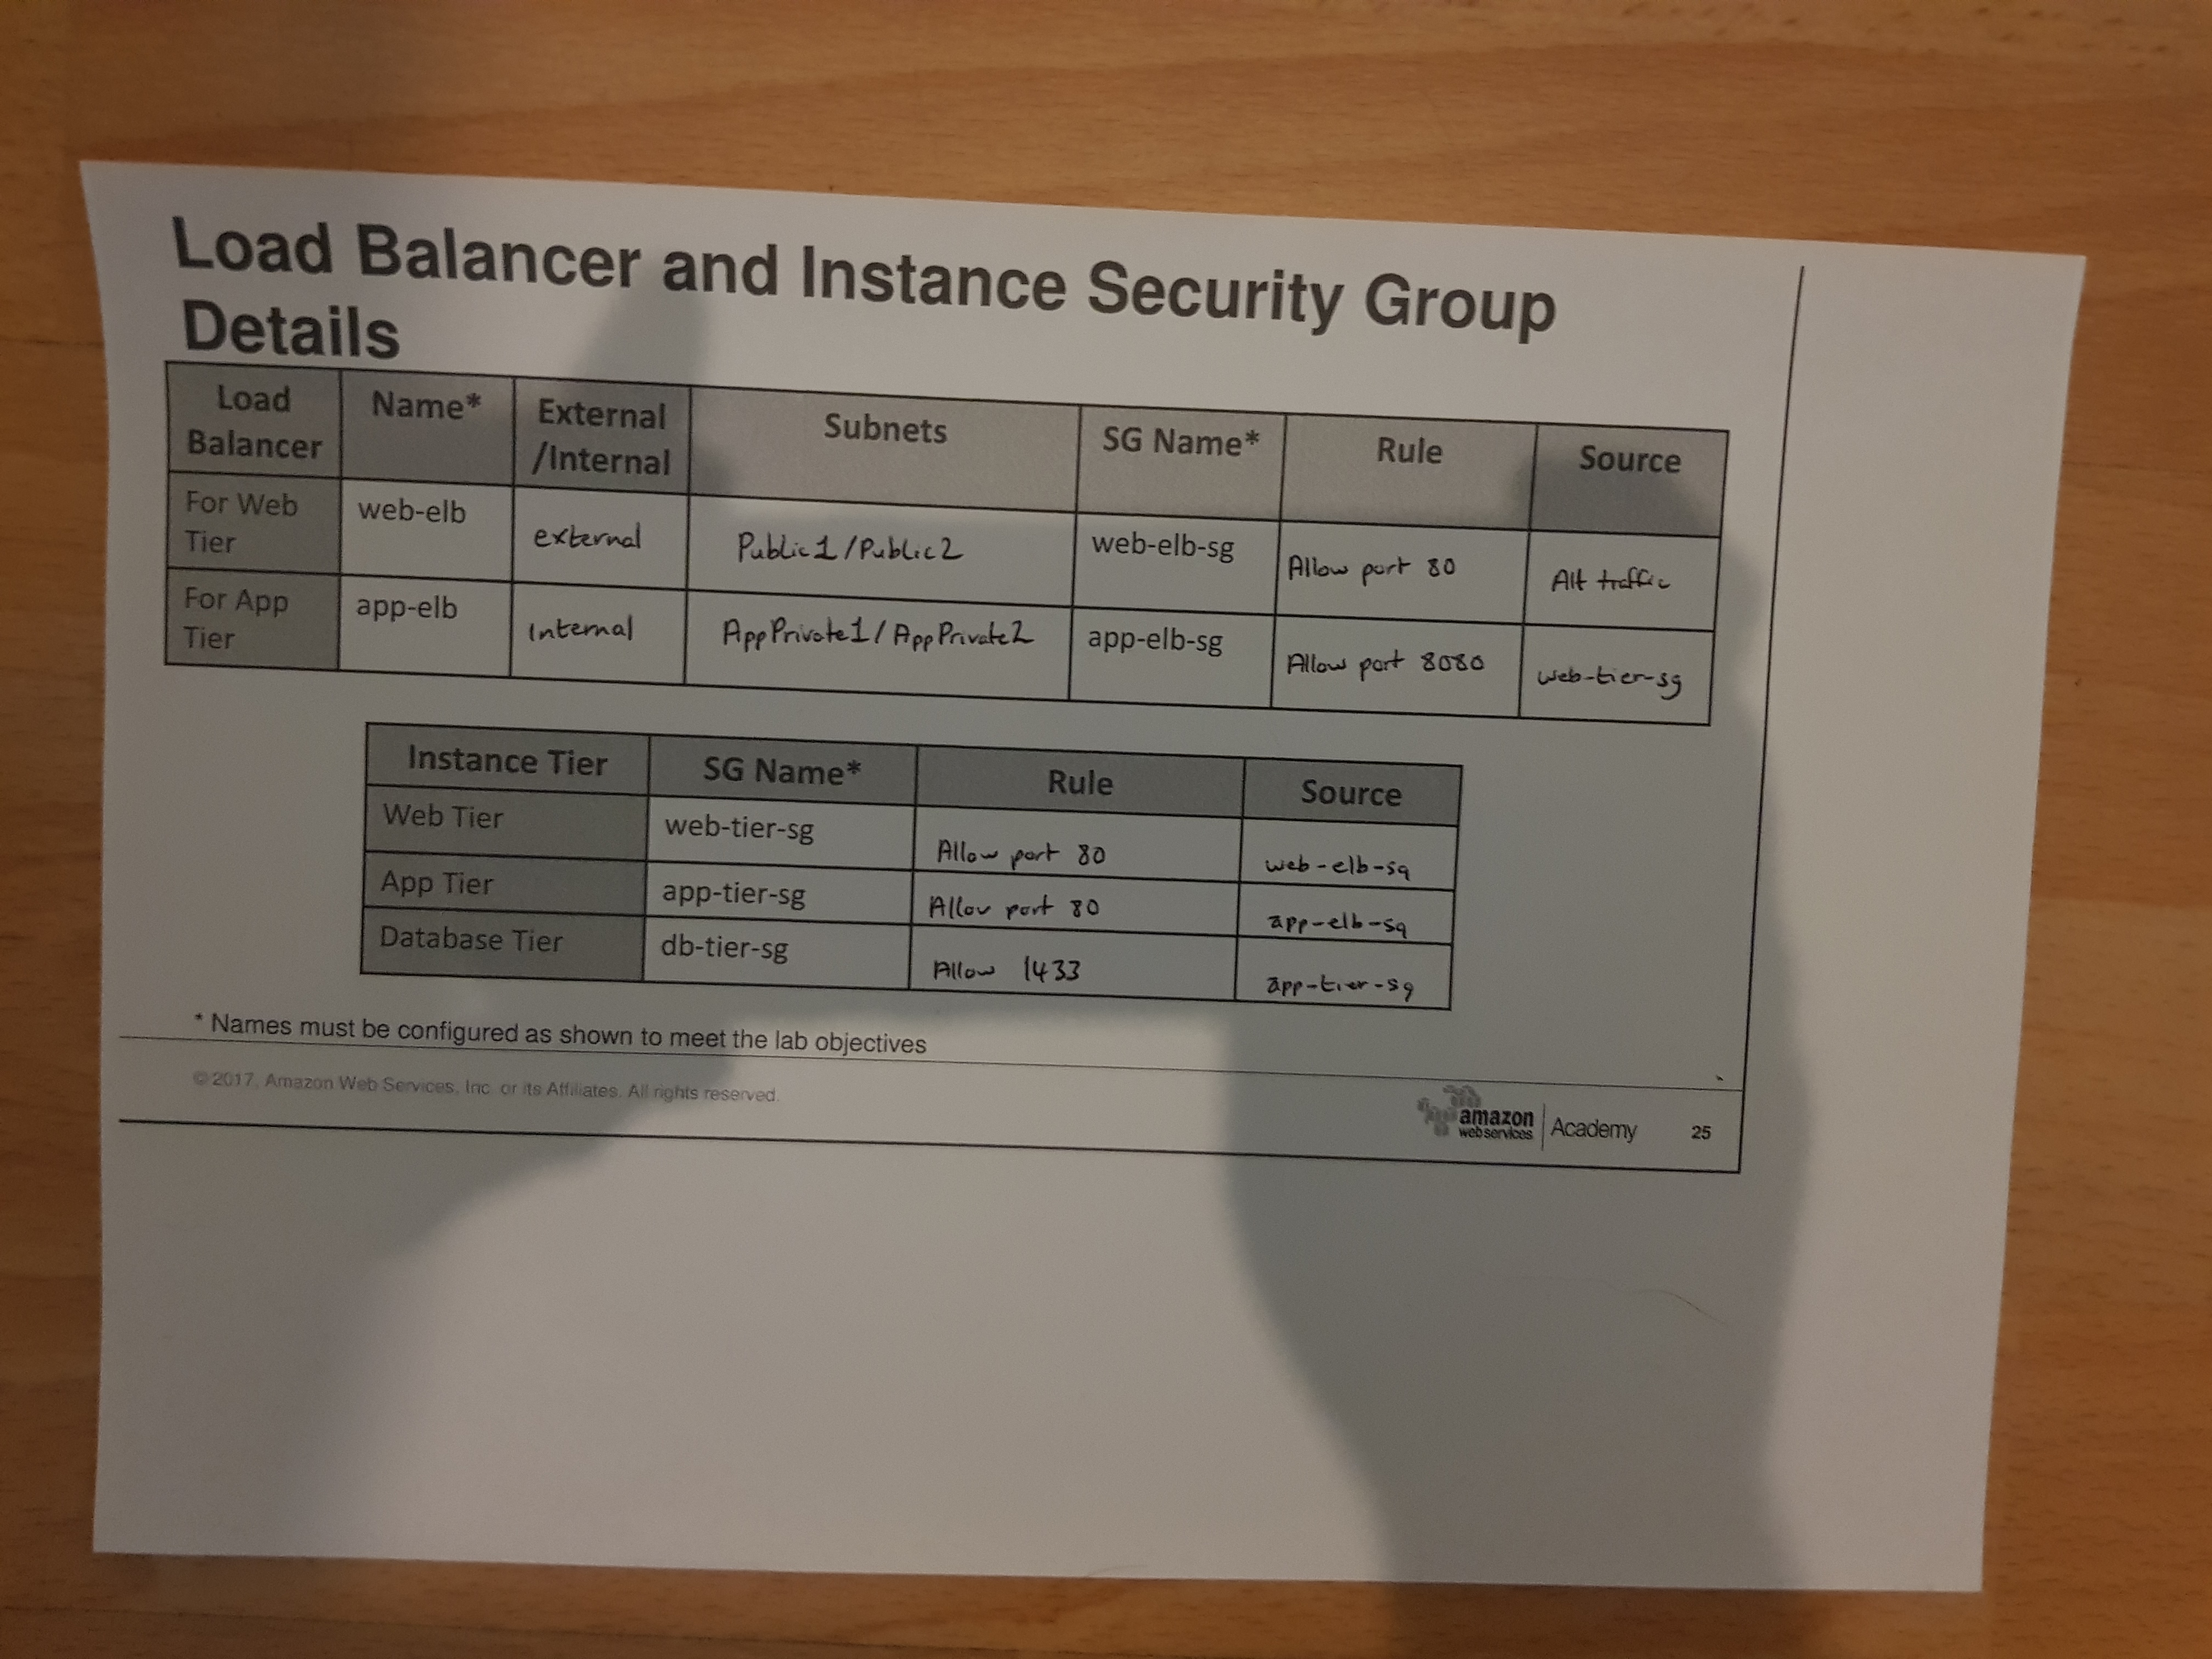 Load Balancer and Instance Security Group
Details
Load Balancer Name* External /Internal Subnets SG Name* Rule Source
For Web Tier web-elb external Public1/Public2 web-elb-sg Allow port 80 All traffic
For App Tier app-elb Internal AppPrivate1/AppPrivate2 app-elb-sg Allow port 8080 web-tier-sg
Instance Tier SG Name* Rule Source
Web Tier web-tier-sg Allow port 80 web-elb-sg
App Tier app-tier-sg Allow port 80 app-elb-sg
Database Tier db-tier-sg Allow 1433 app-tier-sg
* Names must be configured as shown to meet the lab objectives
© 2017, Amazon Web Services, Inc. or its Affiliates. All rights reserved.
amazon
webservices
Academy
25